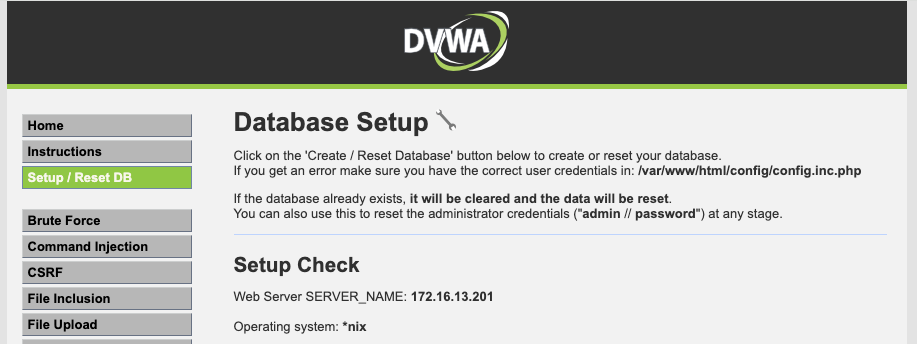 DVWA
Home
Instructions
Setup / Reset DB
Brute Force
Command Injection
CSRF
File Inclusion
File Upload
Database Setup
Click on the 'Create / Reset Database' button below to create or reset your database.
If you get an error make sure you have the correct user credentials in: /var/www/html/config/config.inc.php
If the database already exists, it will be cleared and the data will be reset.
You can also use this to reset the administrator credentials ("admin // password") at any stage.
Setup Check
Web Server SERVER_NAME: 172.16.13.201
Operating system: *nix